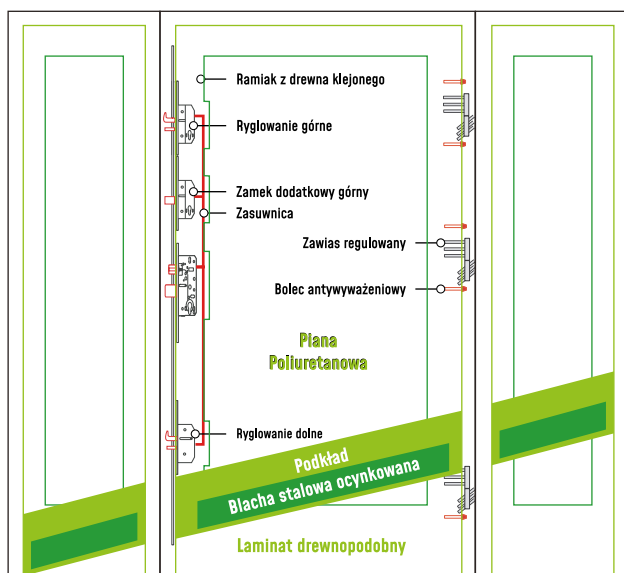 Ramiak z drewna klejonego
Ryglowanie górne
Zamek dodatkowy górny
Zasuwnica
Zawias regulowany
Bolec antywyważeniowy
Piana
Poliuretanowa
Ryglowanie dolne
Podkład
Blacha stalowa ocynkowana
Laminat drewnopodobny